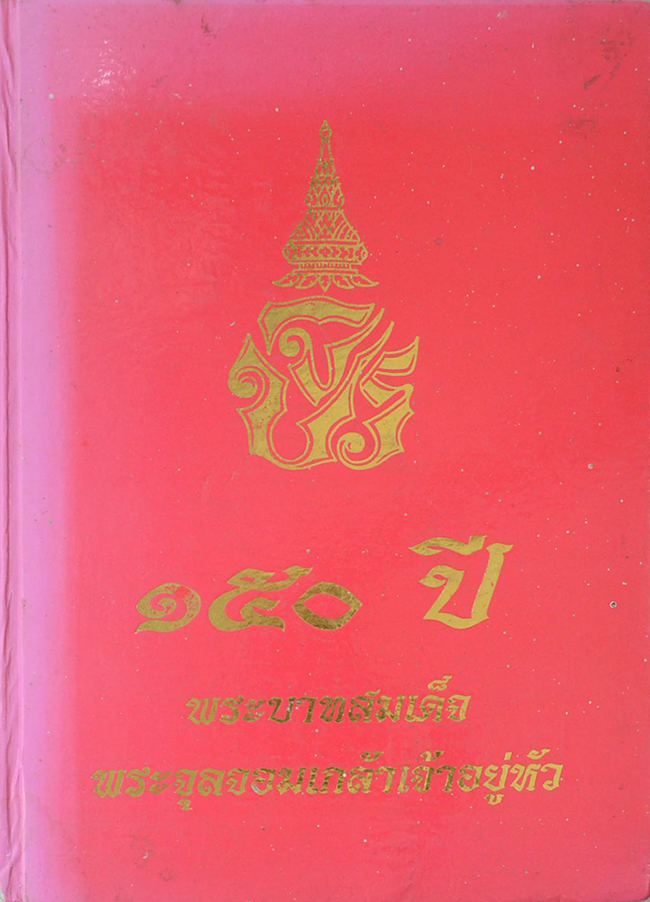 ๑๕๐ ปี
พระบาทสมเด็จ
พระจุลจอมเกล้าเจ้าอยู่หัว